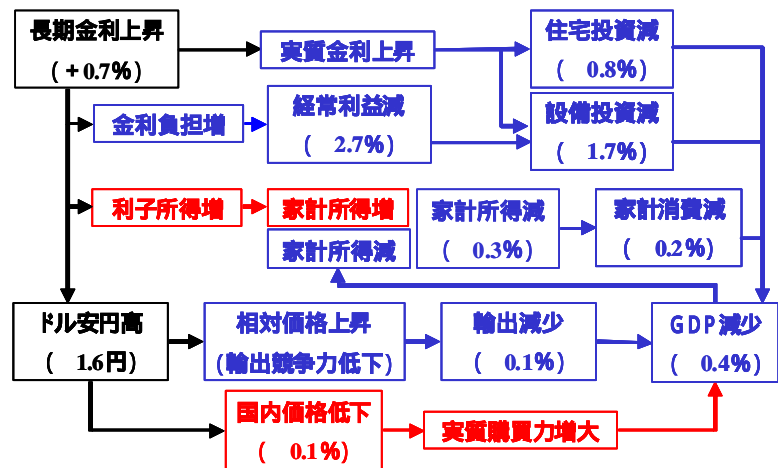 長期金利上昇
(+0.7%)
実質金利上昇
住宅投資減
( 0.8%)
金利負担増
経常利益減
( 2.7%)
設備投資減
( 1.7%)
利子所得増
家計所得増
家計所得減
家計所得減
( 0.3%)
家計消費減
( 0.2%)
ドル安円高
( 1.6円)
相対価格上昇
(輸出競争力低下)
輸出減少
( 0.1%)
GDP減少
( 0.4%)
国内価格低下
( 0.1%)
実質購買力増大